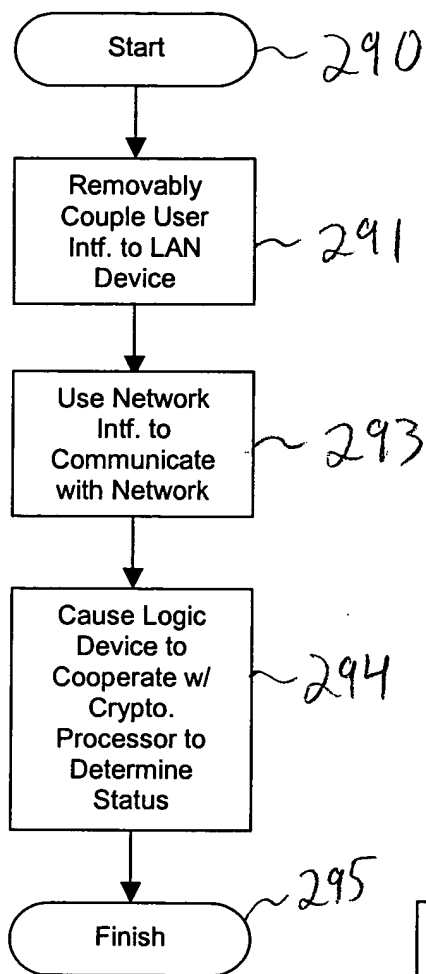 Start
290
Removably
Couple User
Intf. to LAN
Device
291
Use Network
Intf. to
Communicate
with Network
293
Cause Logic
Device to
Cooperate w/
Crypto.
Processor to
Determine
Status
294
Finish
295